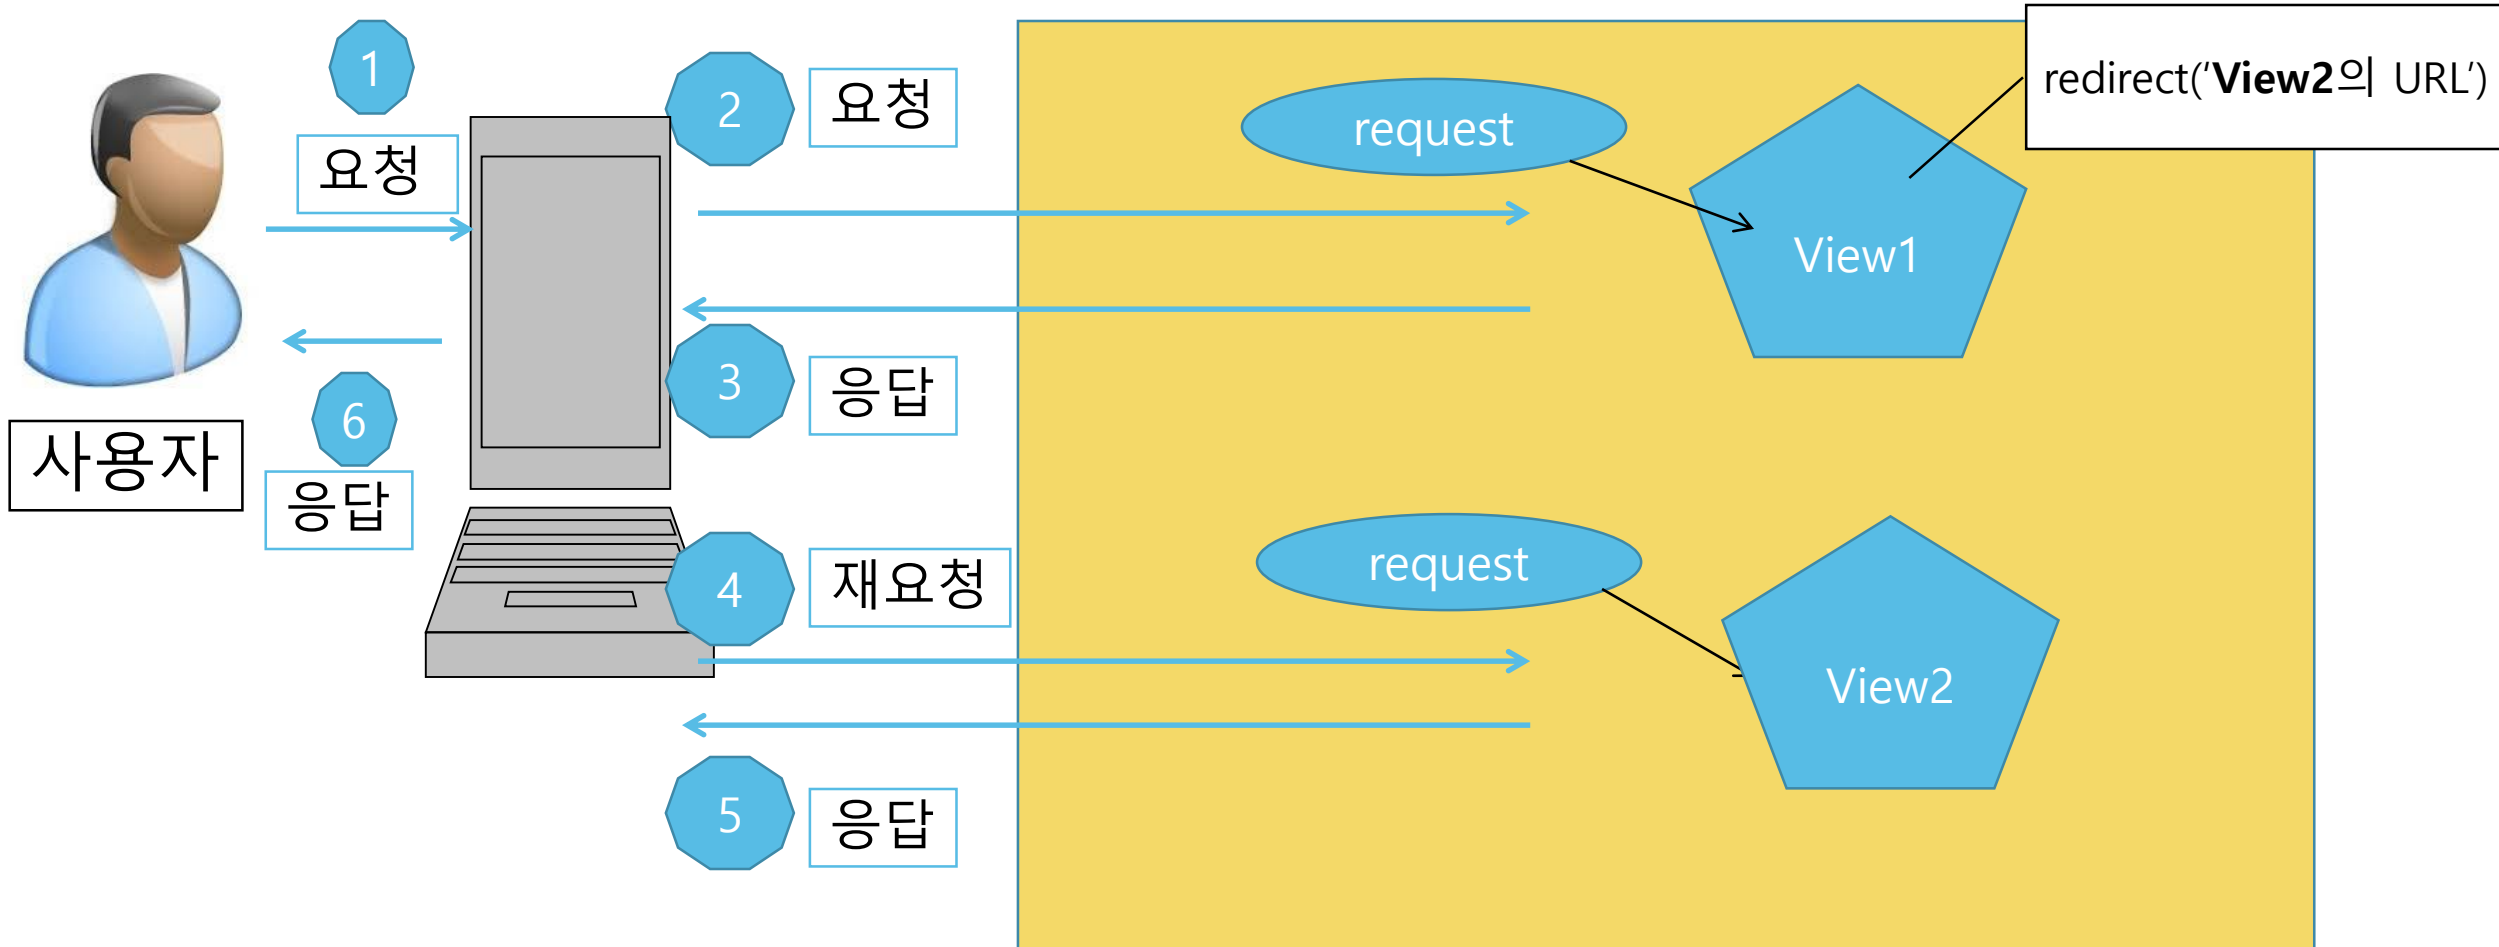 1
요청
2
요청
request
redirect('View2의 URL')
View1
3
응답
6
응답
사용자
4
재요청
request
View2
5
응답